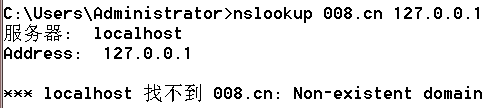 C:\Users\Administrator>nslookup 008.cn 127.0.0.1
服务器:  localhost
Address:  127.0.0.1

*** localhost 找不到 008.cn: Non-existent domain